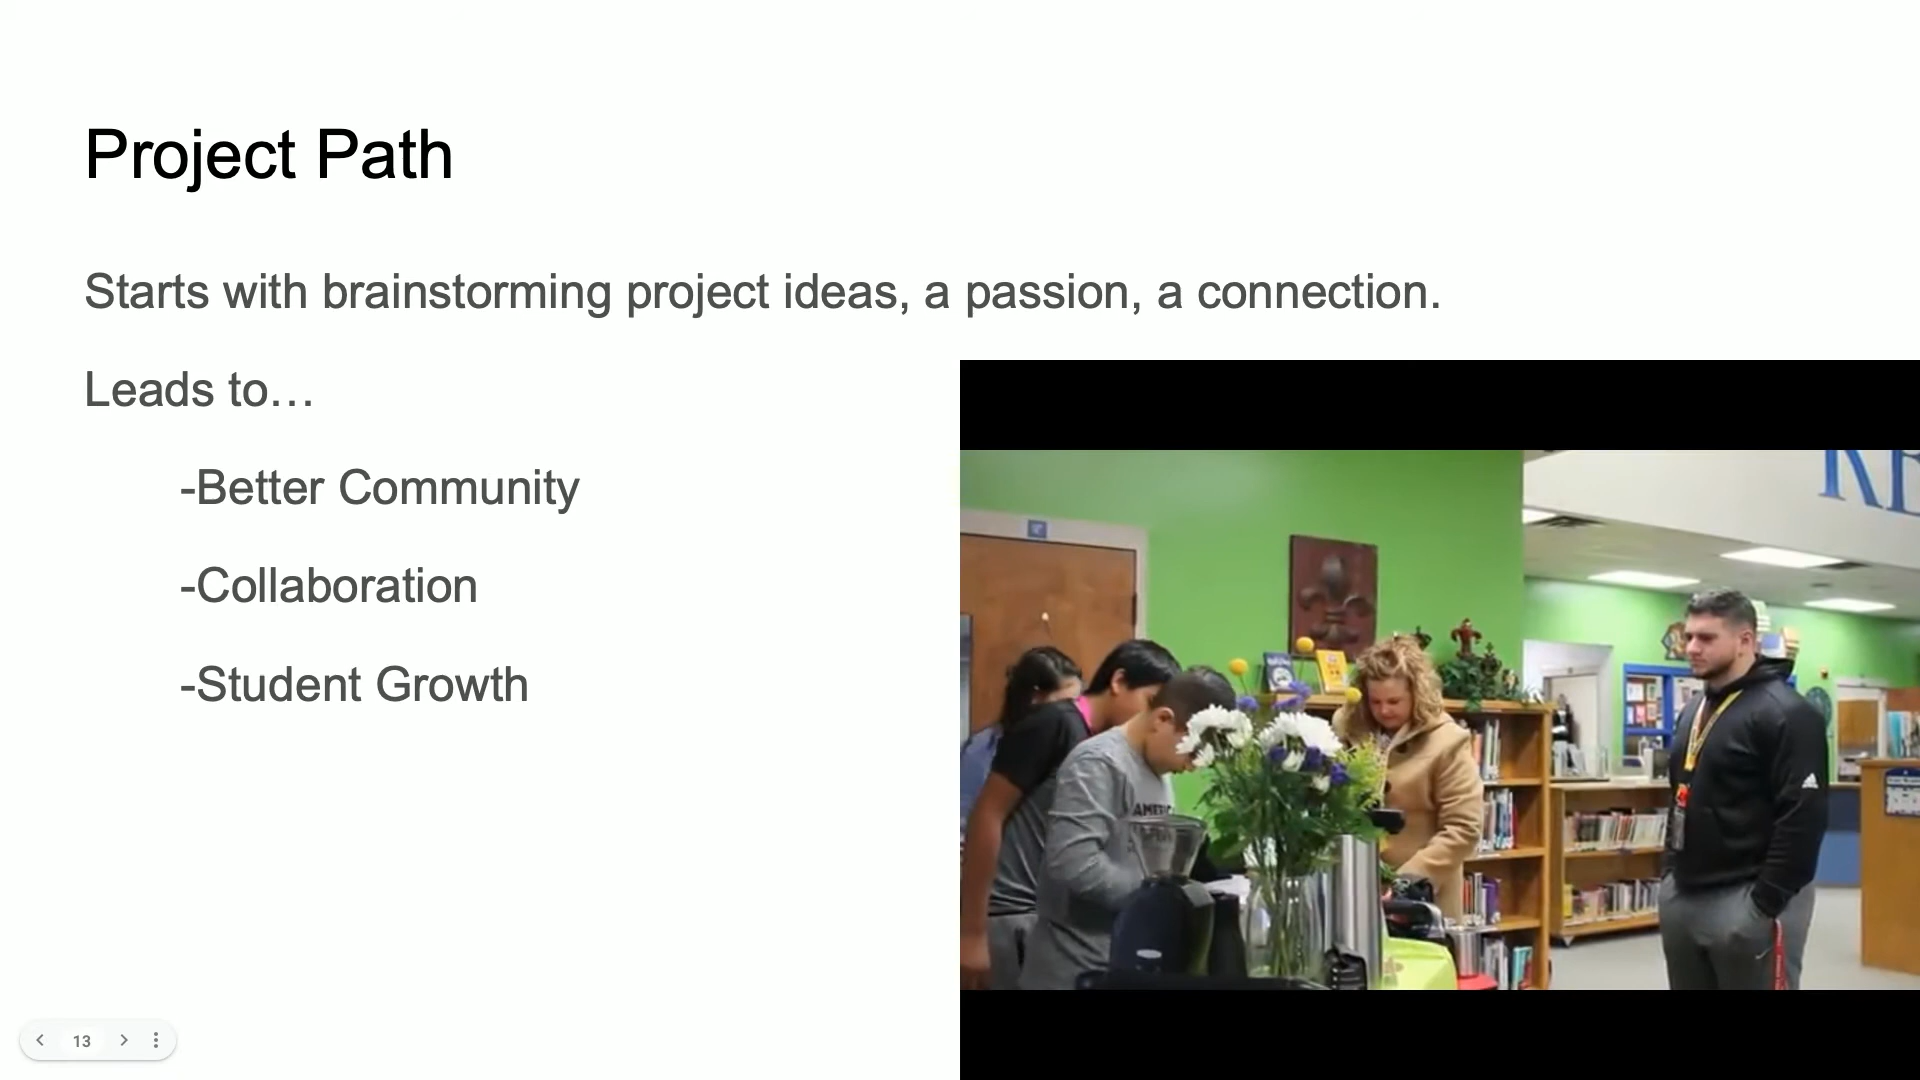 Project Path
Starts with brainstorming project ideas, a passion, a connection.
Leads to…
-Better Community
-Collaboration
-Student Growth
13